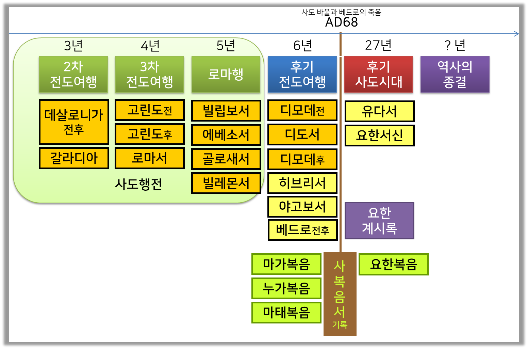 사도 바울과 베드로의 죽음
AD68
3년
4년
5년
6년
27년
? 년
2차
전도여행
3차
전도여행
로마행
후기
전도여행
후기
사도시대
역사의
종결
데살로니가
전후
갈라디아
고린도전
고린도후
로마서
사도행전
빌립보서
에베소서
골로새서
빌레몬서
디모데전
디도서
디모데후
히브리서
야고보서
베드로전후
유다서
요한서신
요한
계시록
마가복음
누가복음
마태복음
사
복
음
서
기록
요한복음